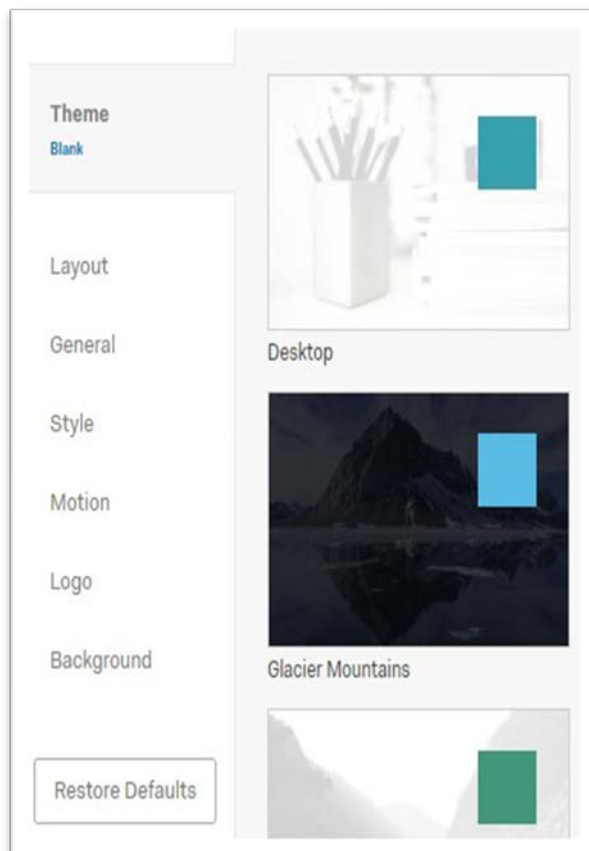 Theme
Blank
Layout
General
Style
Motion
Logo
Background
Restore Defaults
Desktop
Glacier Mountains